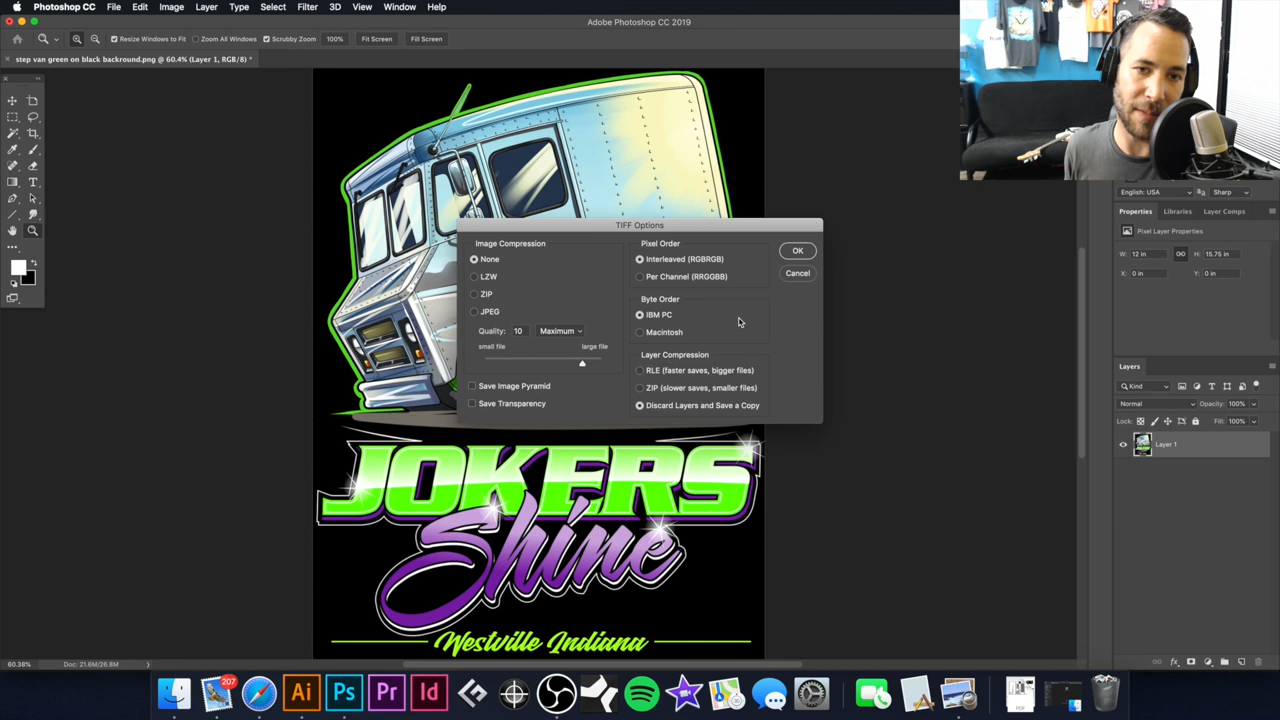 Photoshop CC File Edit Image Layer Type Select Filter 3D View Window Help
Adobe Photoshop CC 2019
Resize Windows to Fit Zoom All Windows Scrubby Zoom 100% Fit Screen Fill Screen
step van green on black backround.png @ 60.4% (Layer 1, RGB/8) *
English: USA Sharp
Properties Libraries Layer Comps
Pixel Layer Properties
W: 12 in H: 15.75 in
X: 0 in Y: 0 in
TIFF Options
Image Compression
None
LZW
ZIP
JPEG
Quality: 10 Maximum
small file large file
Save Image Pyramid
Save Transparency
Pixel Order
Interleaved (RGBRGB)
Per Channel (RRGGBB)
Byte Order
IBM PC
Macintosh
Layer Compression
RLE (faster saves, bigger files)
ZIP (slower saves, smaller files)
Discard Layers and Save a Copy
OK
Cancel
Layers
Kind
Normal Opacity: 100%
Lock: Fill: 100%
Layer 1
JOKERS
Shine
Westville Indiana
60.38% Doc: 21.6M/26.8M
207
Ai Ps Pr Id
PDF